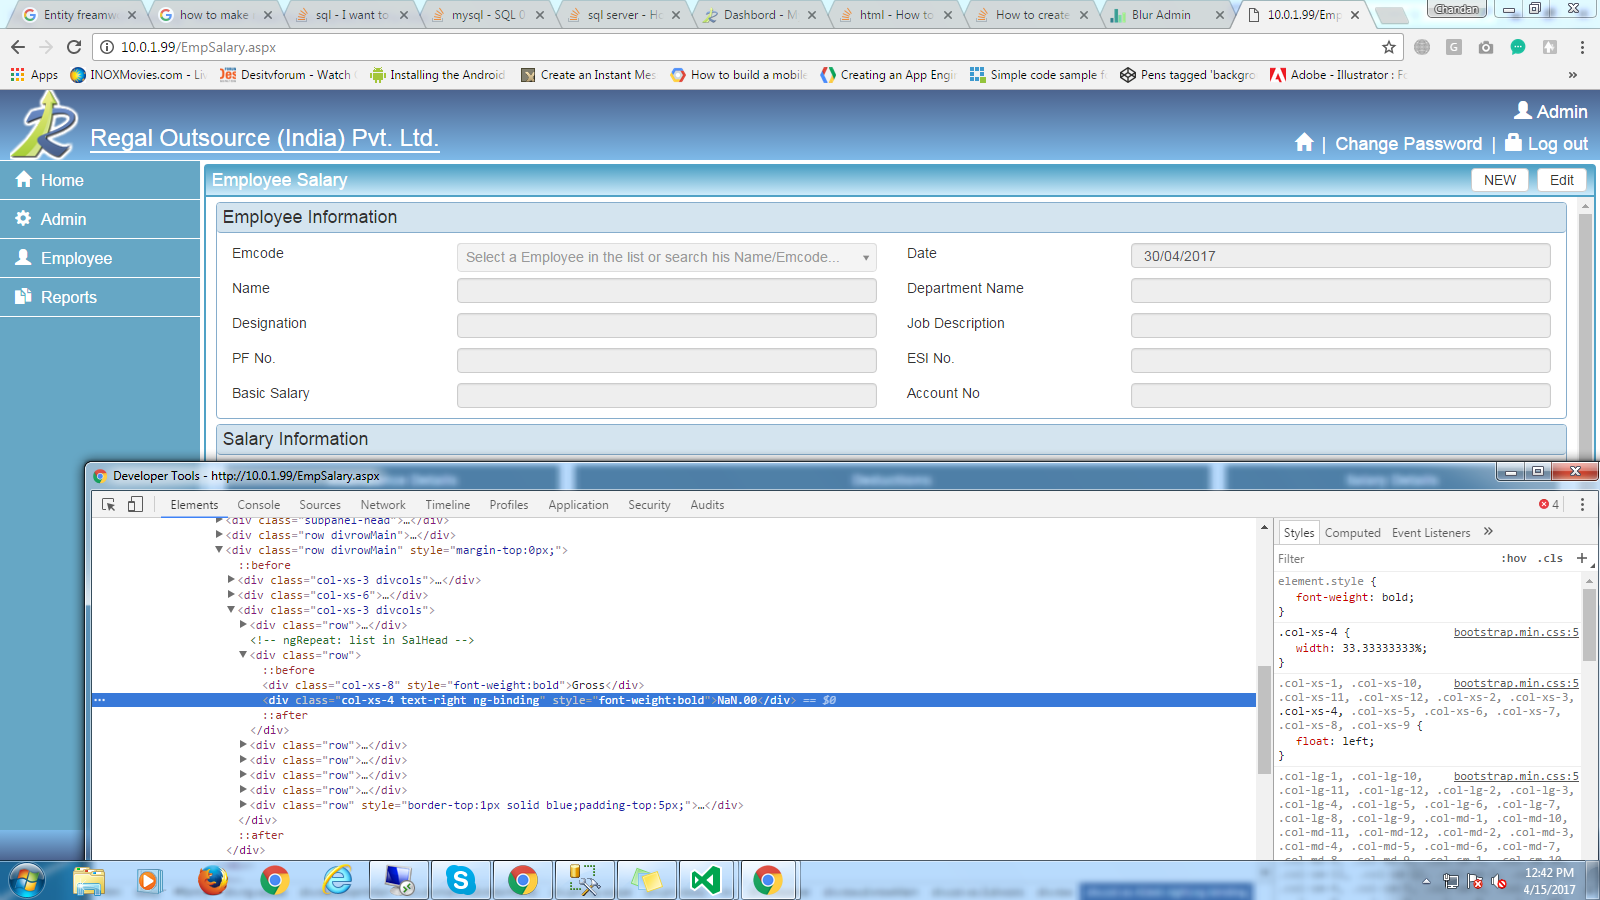 Entity freamwo
how to make
sql - I want to
mysql - SQL
sql server - Ho
Dashbord - M
html - How to
How to create
Blur Admin
10.0.1.99/Emp
Chandan
10.0.1.99/EmpSalary.aspx
Apps
INOXMovies.com - Liv
Desitvforum - Watch
Installing the Android
Create an Instant Mes
How to build a mobile
Creating an App Engi
Simple code sample f
Pens tagged 'backgro
Adobe - Illustrator : Fo
»
Regal Outsource (India) Pvt. Ltd.
Admin
| Change Password | Log out
Home
Admin
Employee
Reports
Employee Salary
NEW
Edit
Employee Information
Emcode
Select a Employee in the list or search his Name/Emcode...
Date
30/04/2017
Name
Department Name
Designation
Job Description
PF No.
ESI No.
Basic Salary
Account No
Salary Information
Deductions
Salary Details
Developer Tools - http://10.0.1.99/EmpSalary.aspx
Elements Console Sources Network Timeline Profiles Application Security Audits
4
<div class="subpanel-head">…</div>
<div class="row divrowMain">…</div>
<div class="row divrowMain" style="margin-top:0px;">
::before
<div class="col-xs-3 divcols">…</div>
<div class="col-xs-6">…</div>
<div class="col-xs-3 divcols">
<div class="row">…</div>
<!-- ngRepeat: list in SalHead -->
<div class="row">
::before
<div class="col-xs-8" style="font-weight:bold">Gross</div>
<div class="col-xs-4 text-right ng-binding" style="font-weight:bold">NaN.00</div> == $0
::after
</div>
<div class="row">…</div>
<div class="row">…</div>
<div class="row">…</div>
<div class="row">…</div>
<div class="row" style="border-top:1px solid blue;padding-top:5px;">…</div>
</div>
::after
</div>
Styles Computed Event Listeners »
Filter
:hov .cls +
element.style {
font-weight: bold;
}
.col-xs-4 { bootstrap.min.css:5
width: 33.33333333%;
}
.col-xs-1, .col-xs-10, bootstrap.min.css:5
.col-xs-11, .col-xs-12, .col-xs-2, .col-xs-3,
.col-xs-4, .col-xs-5, .col-xs-6, .col-xs-7,
.col-xs-8, .col-xs-9 {
float: left;
}
.col-lg-1, .col-lg-10, bootstrap.min.css:5
.col-lg-11, .col-lg-12, .col-lg-2, .col-lg-3,
.col-lg-4, .col-lg-5, .col-lg-6, .col-lg-7,
.col-lg-8, .col-lg-9, .col-md-1, .col-md-10,
.col-md-11, .col-md-12, .col-md-2, .col-md-3,
.col-md-4, .col-md-5, .col-md-6, .col-md-7,
.col-md-8, .col-md-9, .col-sm-1, .col-sm-10,
12:42 PM
4/15/2017